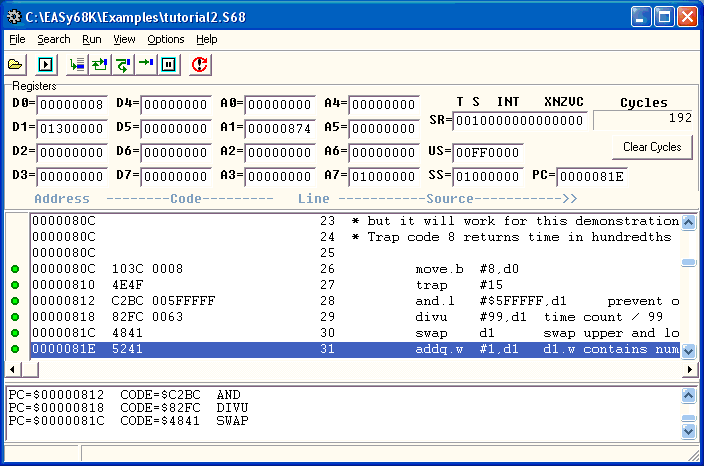 C:\EASy68K\Examples\tutorial2.S68
File Search Run View Options Help
Registers
D0= 00000008 D4= 00000000 A0= 00000000 A4= 00000000 T S INT XNZVC Cycles
D1= 01300000 D5= 00000000 A1= 00000874 A5= 00000000 SR= 0010000000000000 192
D2= 00000000 D6= 00000000 A2= 00000000 A6= 00000000 US= 00FF0000 Clear Cycles
D3= 00000000 D7= 00000000 A3= 00000000 A7= 01000000 SS= 01000000 PC= 0000081E
Address --------Code--------- Line ------------Source------------>>
0000080C 23 * but it will work for this demonstration
0000080C 24 * Trap code 8 returns time in hundredths
0000080C 25
0000080C 103C 0008 26 move.b #8,d0
00000810 4E4F 27 trap #15
00000812 C2BC 005FFFFF 28 and.l #$5FFFFF,d1 prevent o
00000818 82FC 0063 29 divu #99,d1 time count / 99
0000081C 4841 30 swap d1 swap upper and lo
0000081E 5241 31 addq.w #1,d1 d1.w contains num
PC=$00000812 CODE=$C2BC AND
PC=$00000818 CODE=$82FC DIVU
PC=$0000081C CODE=$4841 SWAP